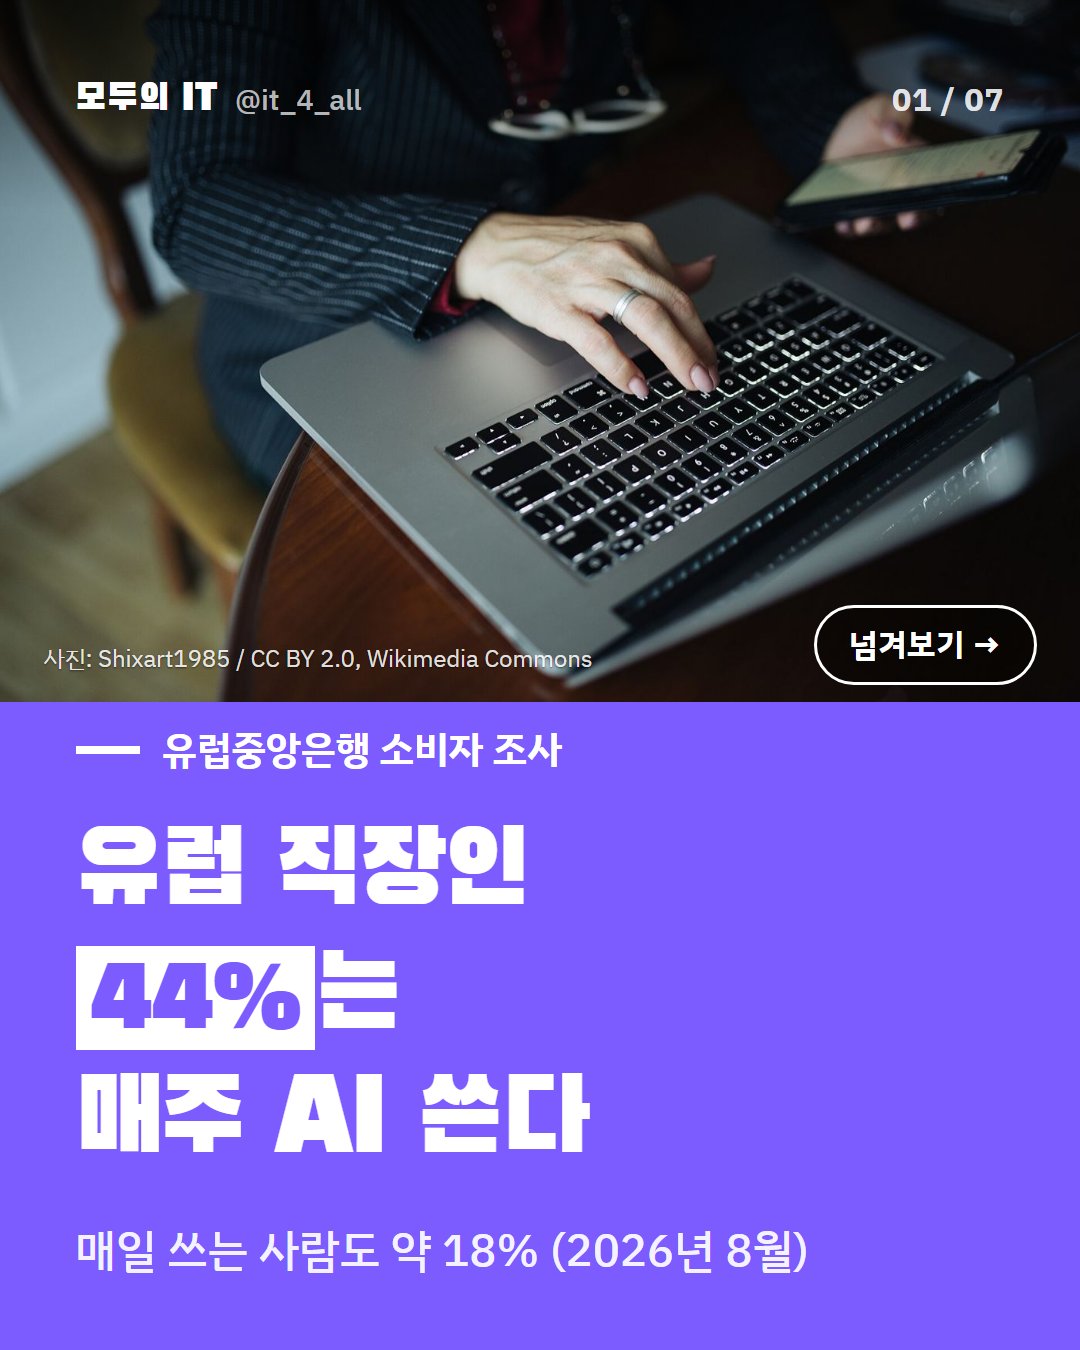 모두의 IT @it_4_all
01 / 07
사진: Shixart1985 / CC BY 2.0, Wikimedia Commons
넘겨보기 →
유럽중앙은행 소비자 조사
유럽 직장인
44%는
매주 AI 쓴다
매일 쓰는 사람도 약 18% (2026년 8월)